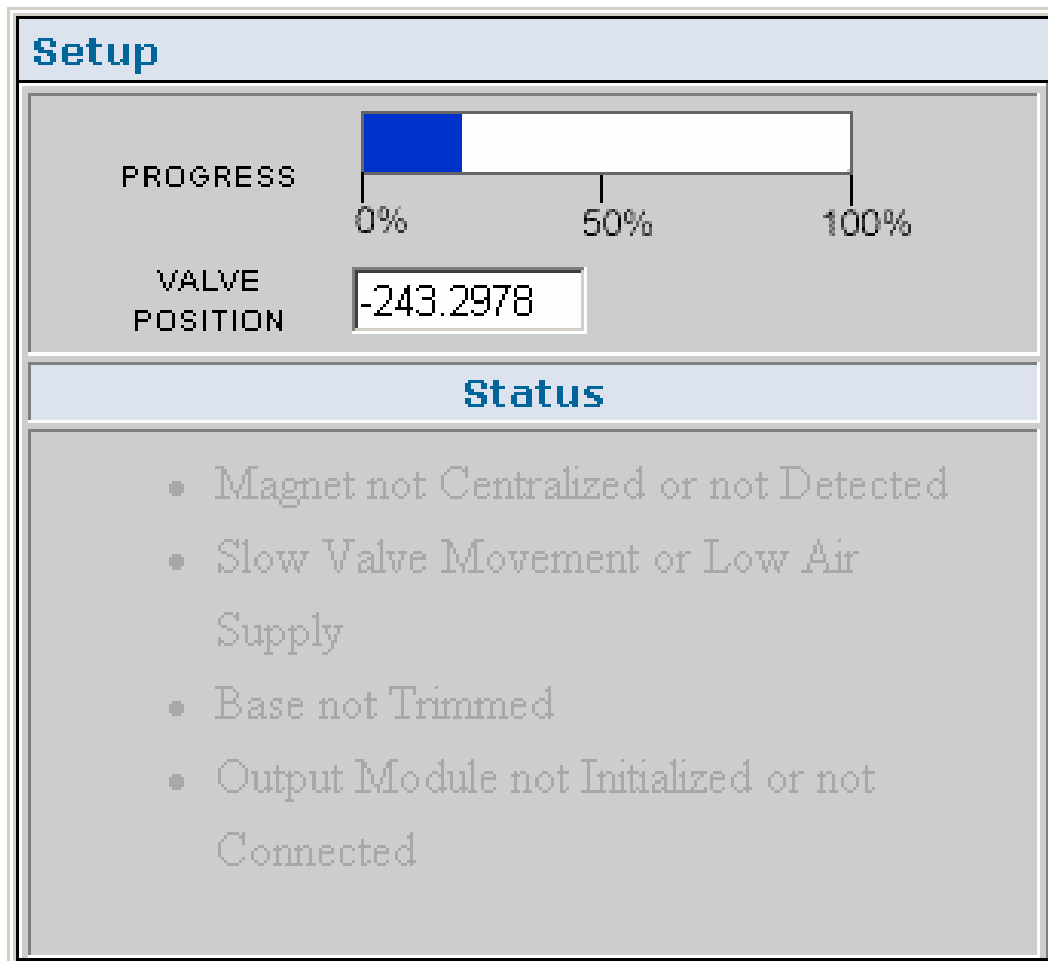 Setup
PROGRESS
0% 50% 100%
VALVE
POSITION
-243.2978
Status
• Magnet not Centralized or not Detected
• Slow Valve Movement or Low Air
Supply
• Base not Trimmed
• Output Module not Initialized or not
Connected